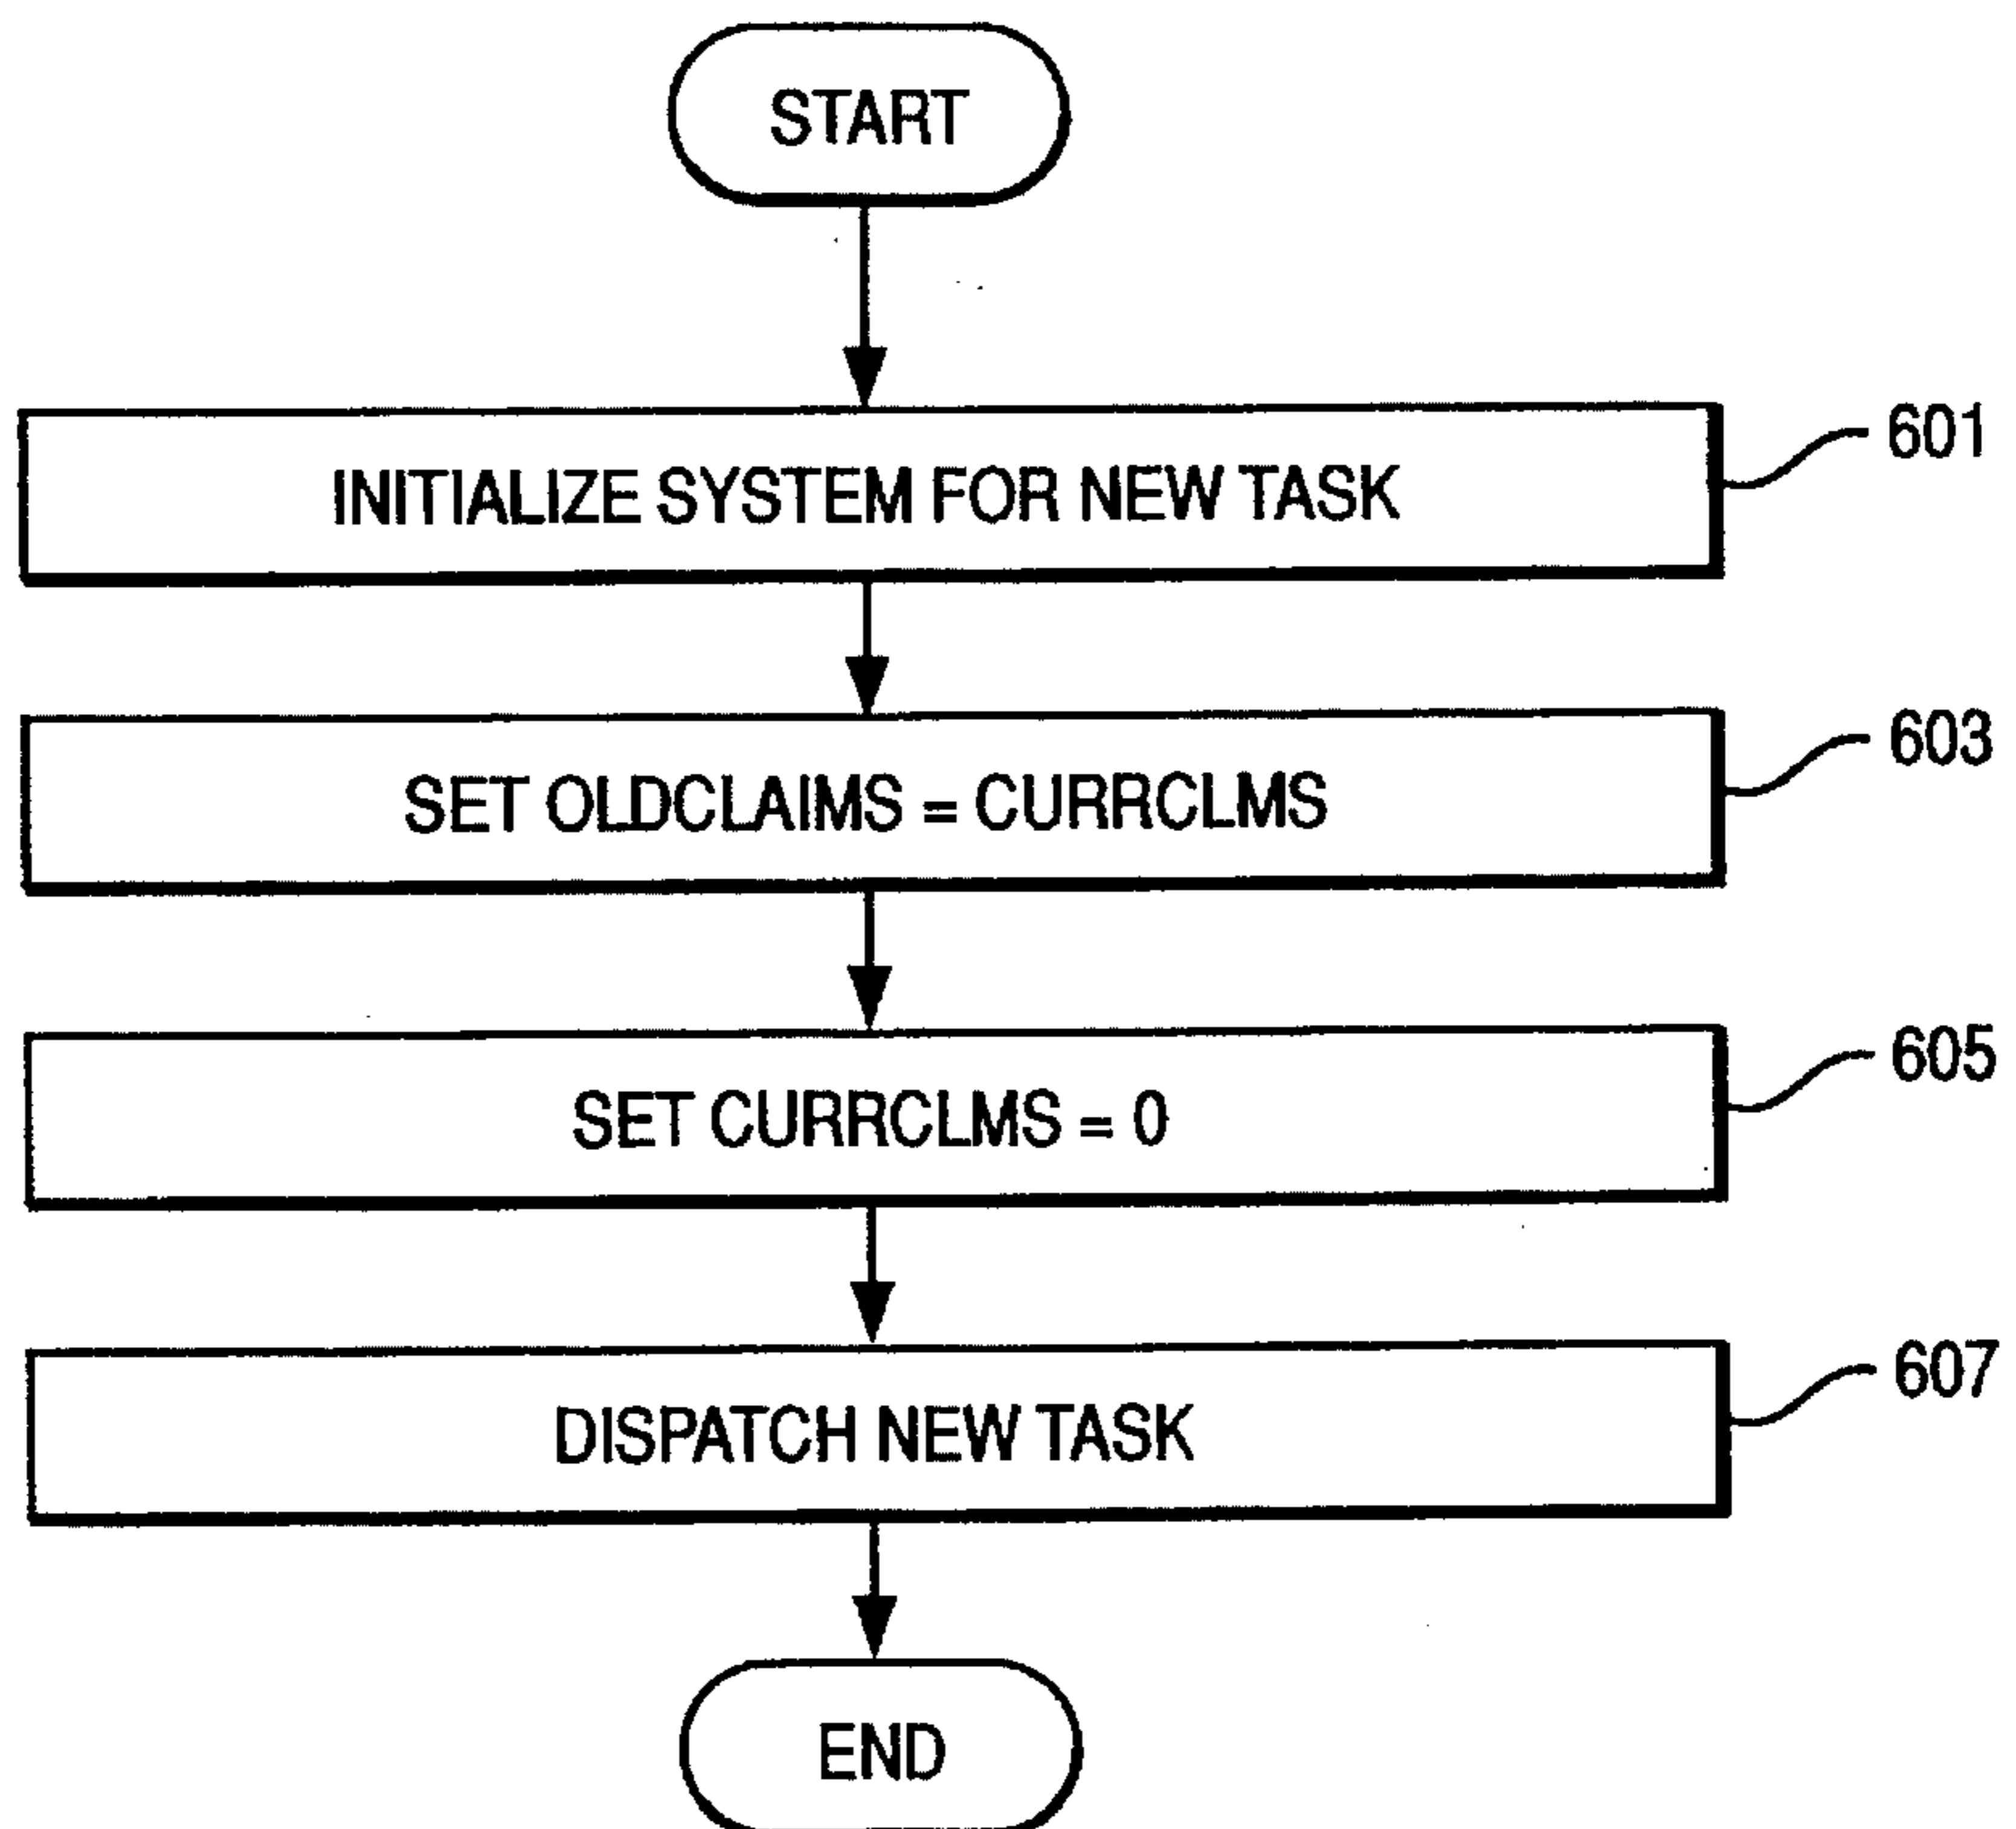 START
INITIALIZE SYSTEM FOR NEW TASK
601
SET OLDCLAIMS = CURRCLMS
603
SET CURRCLMS = 0
605
DISPATCH NEW TASK
607
END